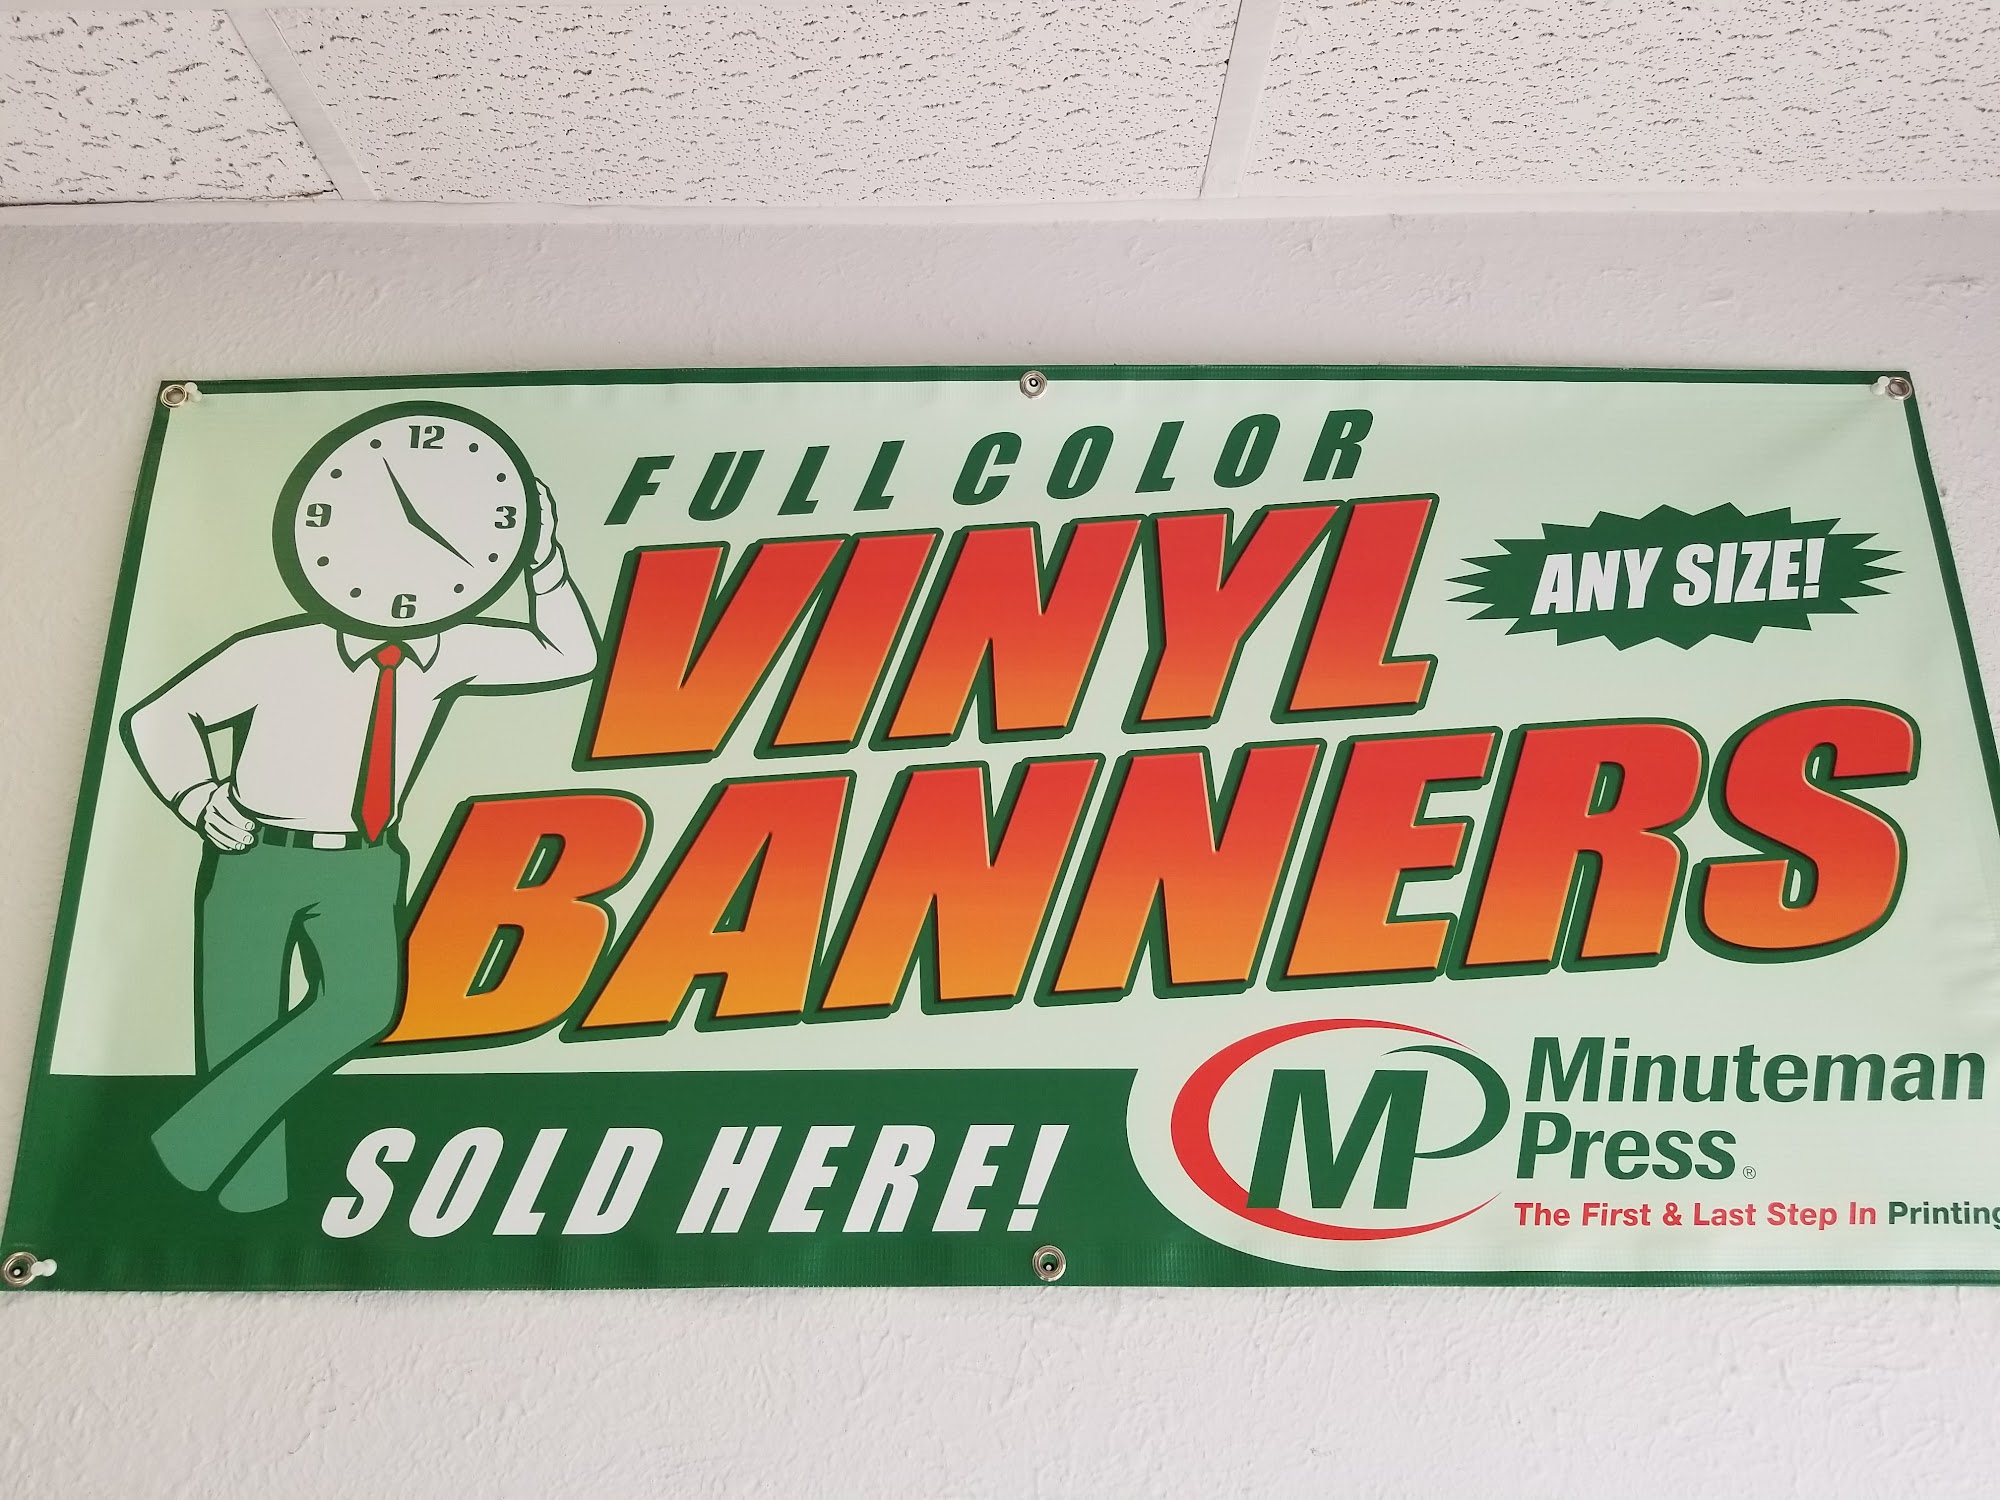 12
9 3
6
FULL COLOR
VINYL
BANNERS
ANY SIZE!
SOLD HERE!
M
Minuteman
Press®
The First & Last Step In Printing